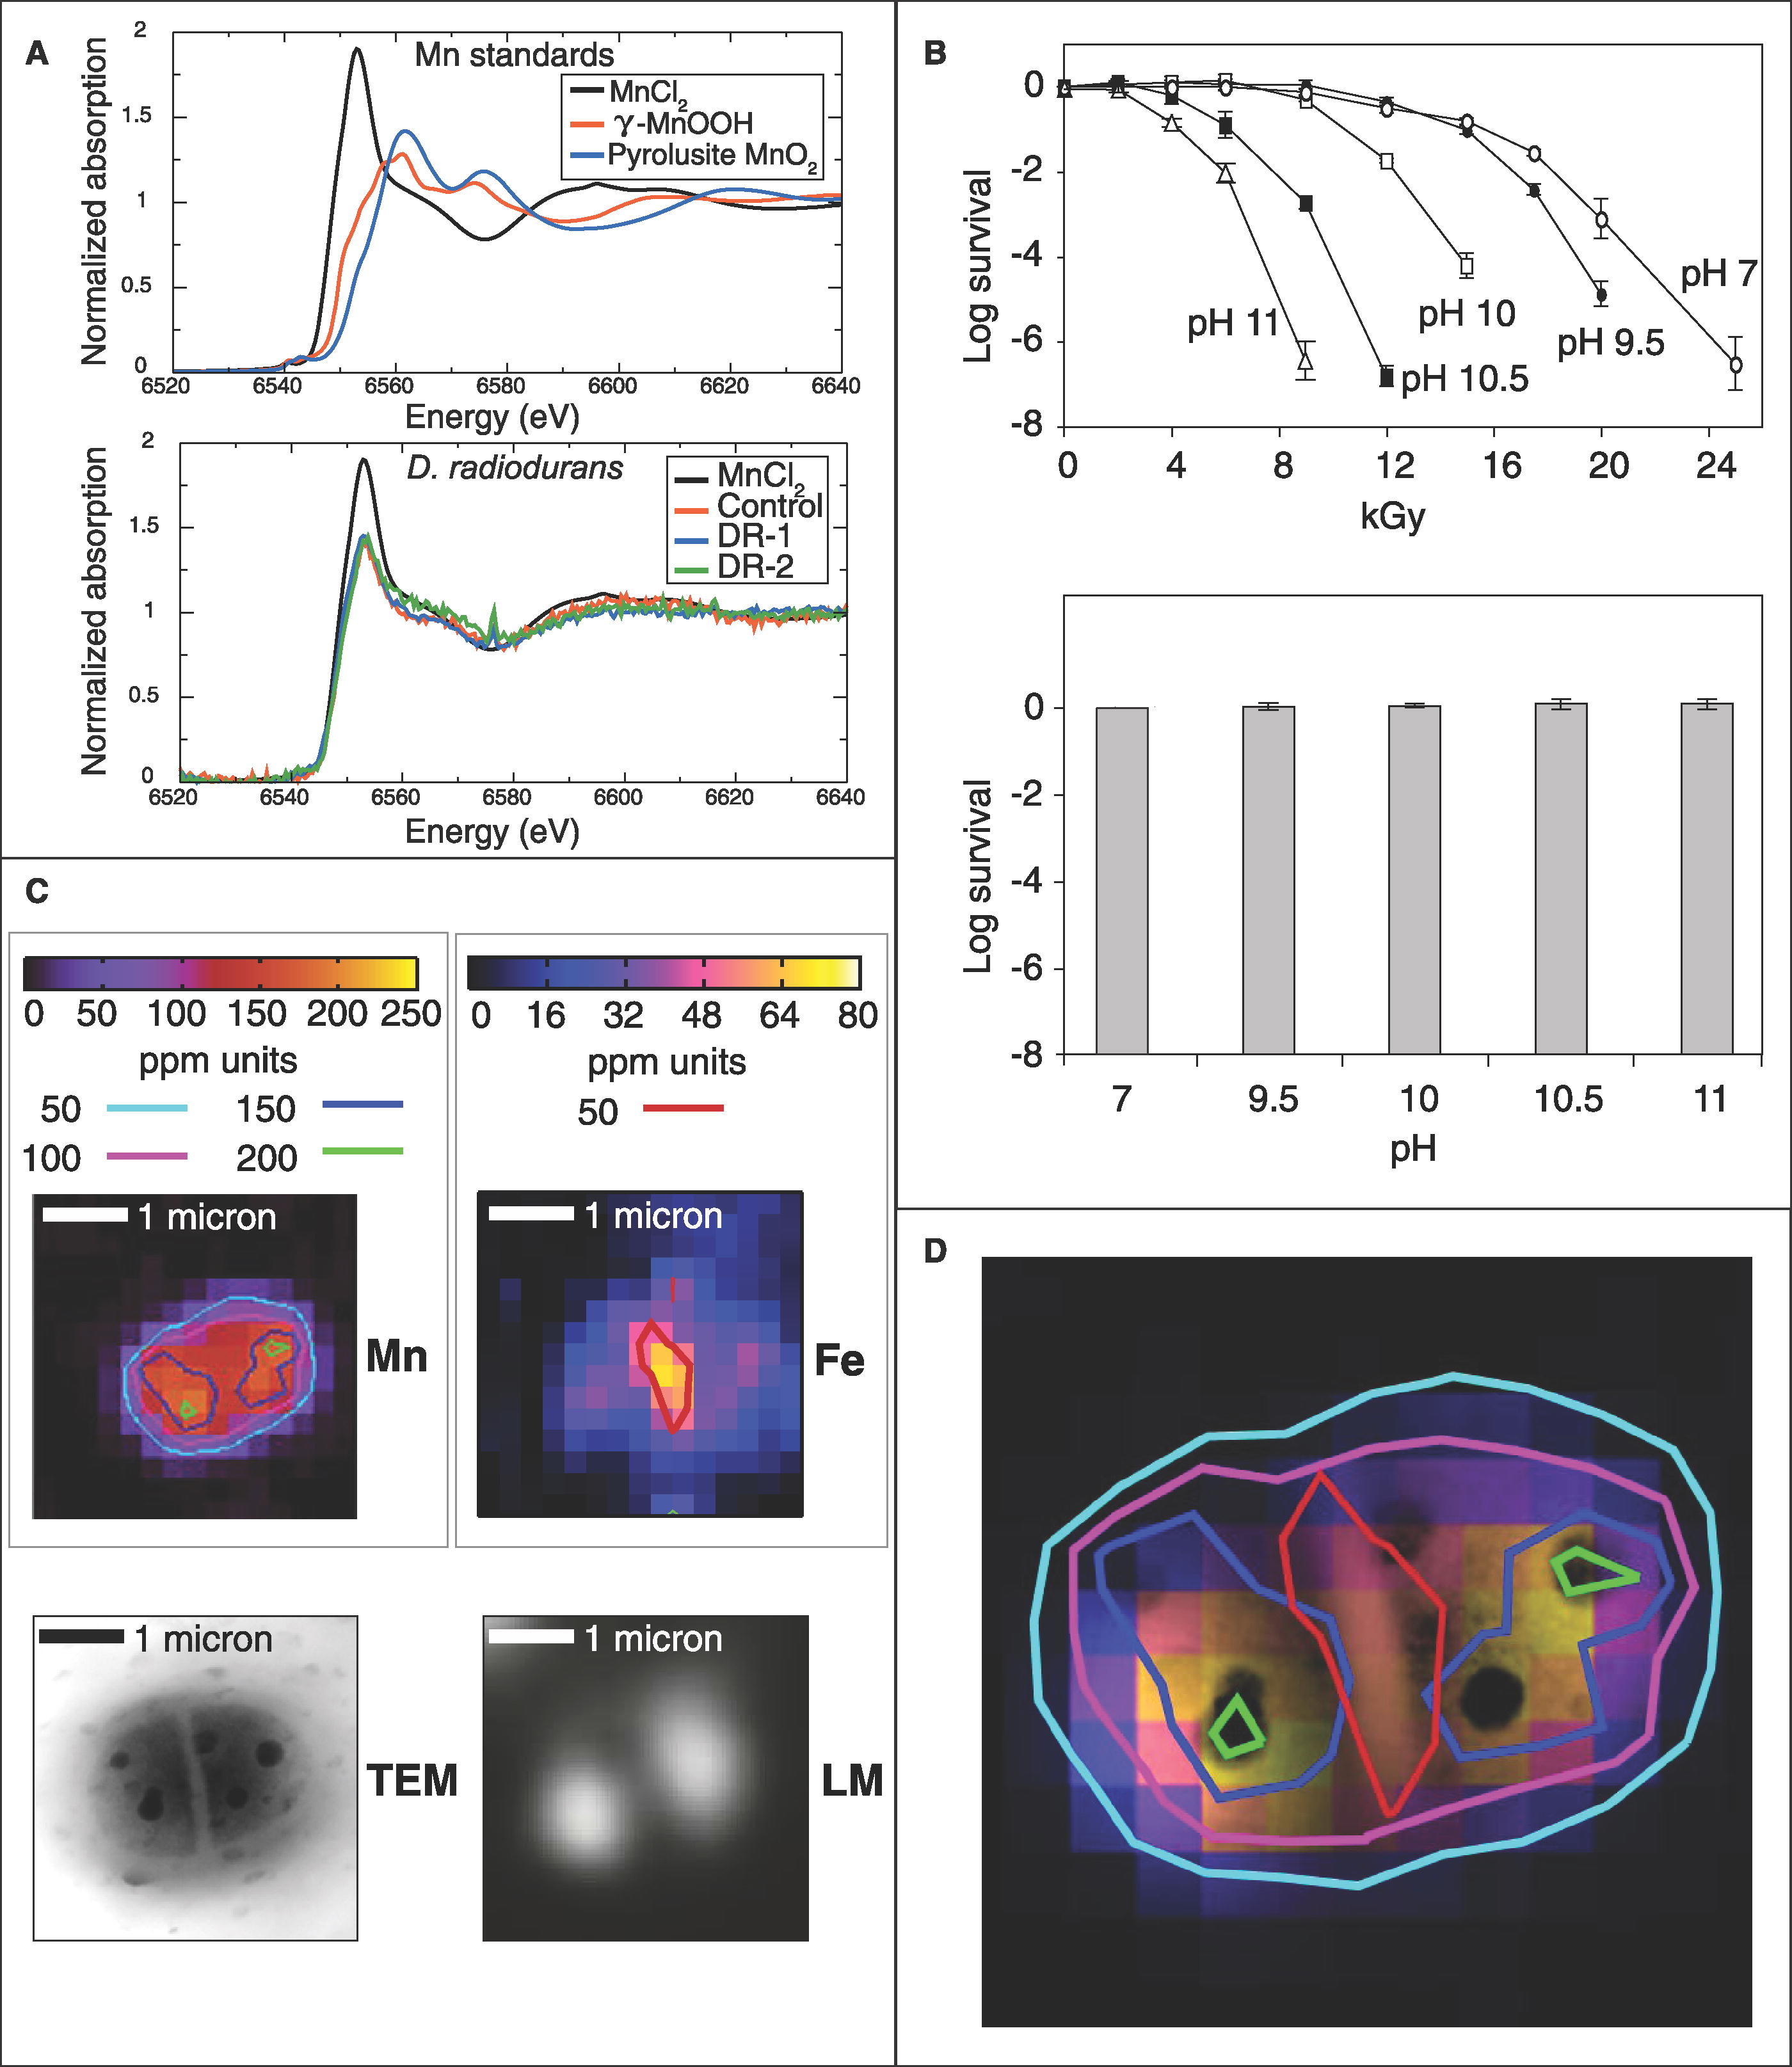 A
Mn standards
Normalized absorption
2
1.5
1
0.5
0
MnCl2
γ-MnOOH
Pyrolusite MnO2
6520 6540 6560 6580 6600 6620 6640
Energy (eV)
D. radiodurans
Normalized absorption
2
1.5
1
0.5
0
MnCl2
Control
DR-1
DR-2
6520 6540 6560 6580 6600 6620 6640
Energy (eV)
B
Log survival
0
-2
-4
-6
-8
pH 7
pH 11
pH 10
pH 9.5
pH 10.5
0 4 8 12 16 20 24
kGy
Log survival
0
-2
-4
-6
-8
7 9.5 10 10.5 11
pH
C
0 50 100 150 200 250
ppm units
50 150
100 200
1 micron
Mn
0 16 32 48 64 80
ppm units
50
1 micron
Fe
1 micron
TEM
1 micron
LM
D